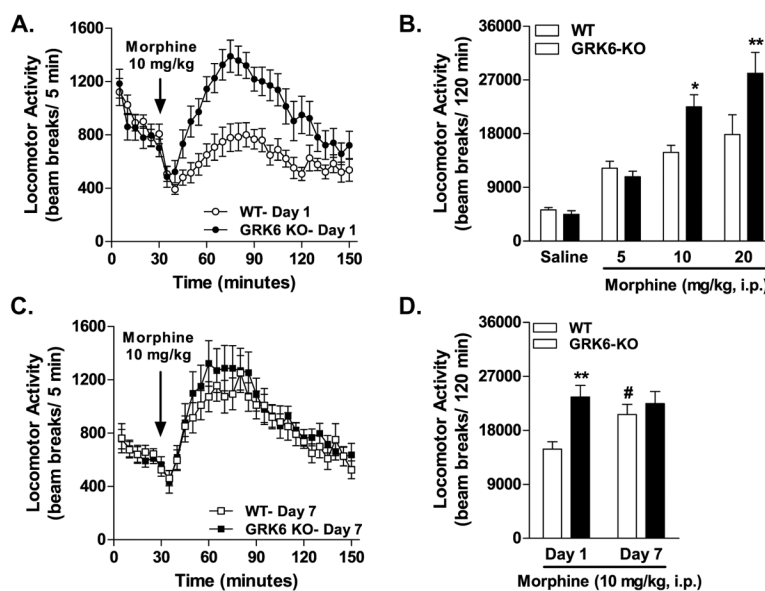 A.
Morphine
10 mg/kg
1600
1200
800
400
0
Locomotor Activity
(beam breaks/ 5 min)
WT- Day 1
GRK6 KO- Day 1
0 30 60 90 120 150
Time (minutes)
B.
36000
27000
18000
9000
0
Locomotor Activity
(beam breaks/ 120 min)
WT
GRK6-KO
*
**
Saline 5 10 20
Morphine (mg/kg, i.p.)
C.
Morphine
10 mg/kg
1600
1200
800
400
0
Locomotor Activity
(beam breaks/ 5 min)
WT- Day 7
GRK6 KO- Day 7
0 30 60 90 120 150
Time (minutes)
D.
36000
27000
18000
9000
0
Locomotor Activity
(beam breaks/ 120 min)
WT
GRK6-KO
**
#
Day 1 Day 7
Morphine (10 mg/kg, i.p.)